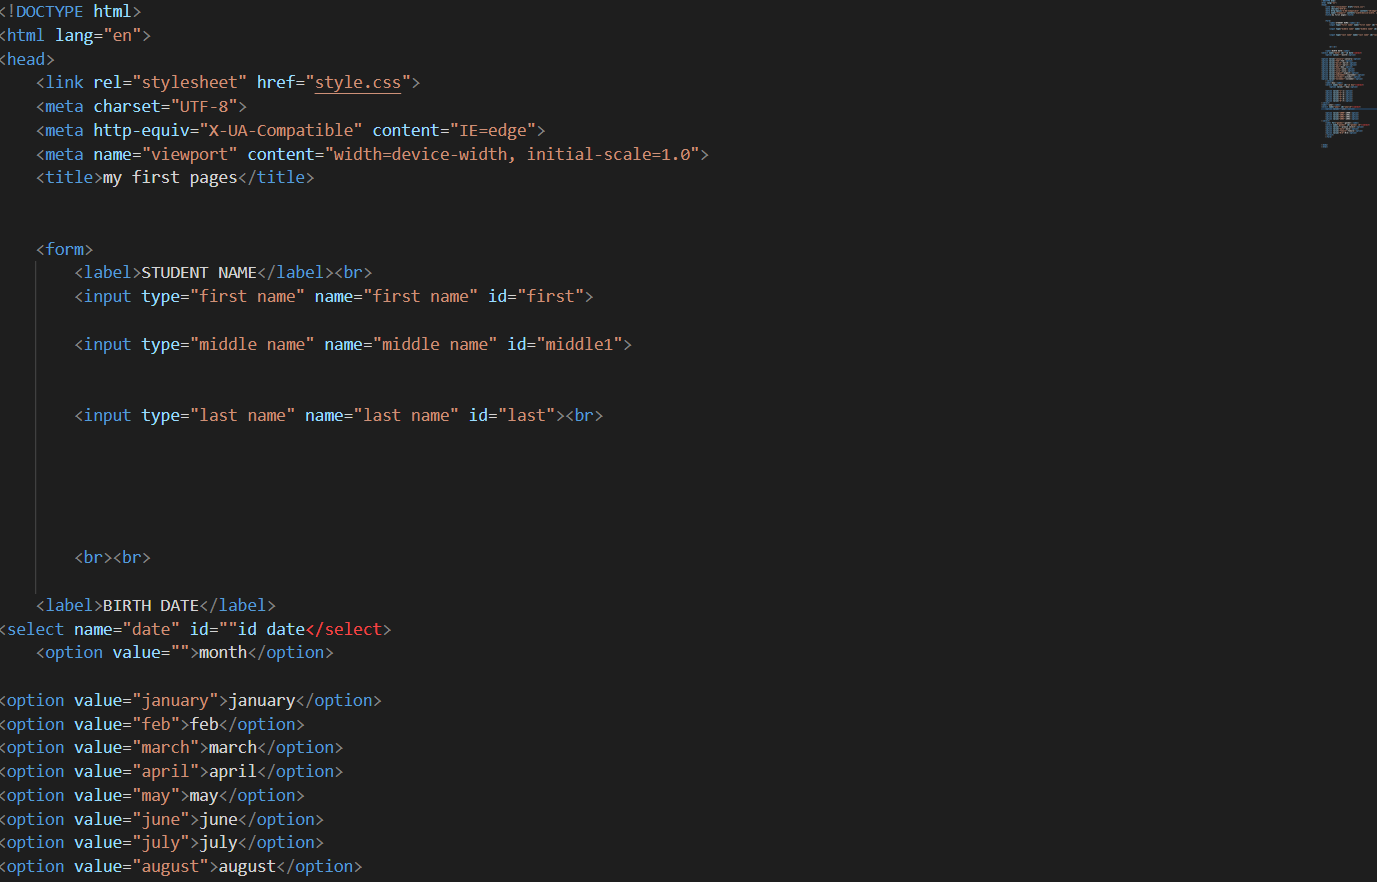 <!DOCTYPE html>
<html lang="en">
<head>
    <link rel="stylesheet" href="style.css">
    <meta charset="UTF-8">
    <meta http-equiv="X-UA-Compatible" content="IE=edge">
    <meta name="viewport" content="width=device-width, initial-scale=1.0">
    <title>my first pages</title>
    <form>
        <label>STUDENT NAME</label><br>
        <input type="first name" name="first name" id="first">
        <input type="middle name" name="middle name" id="middle1">
        <input type="last name" name="last name" id="last"><br>
        <br><br>
    <label>BIRTH DATE</label>
<select name="date" id=""id date</select>
    <option value="">month</option>
<option value="january">january</option>
<option value="feb">feb</option>
<option value="march">march</option>
<option value="april">april</option>
<option value="may">may</option>
<option value="june">june</option>
<option value="july">july</option>
<option value="august">august</option>